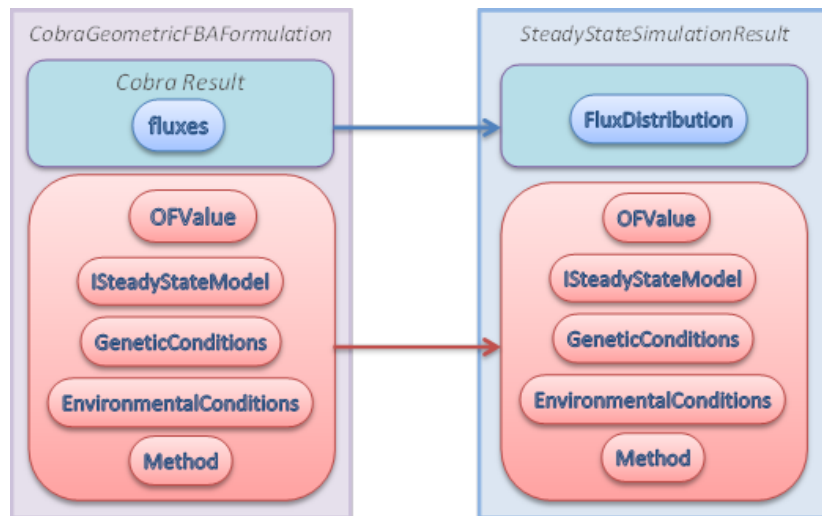 CobraGeometricFBAFormulation
Cobra Result
fluxes
OFValue
ISteadyStateModel
GeneticConditions
EnvironmentalConditions
Method
SteadyStateSimulationResult
FluxDistribution
OFValue
ISteadyStateModel
GeneticConditions
EnvironmentalConditions
Method